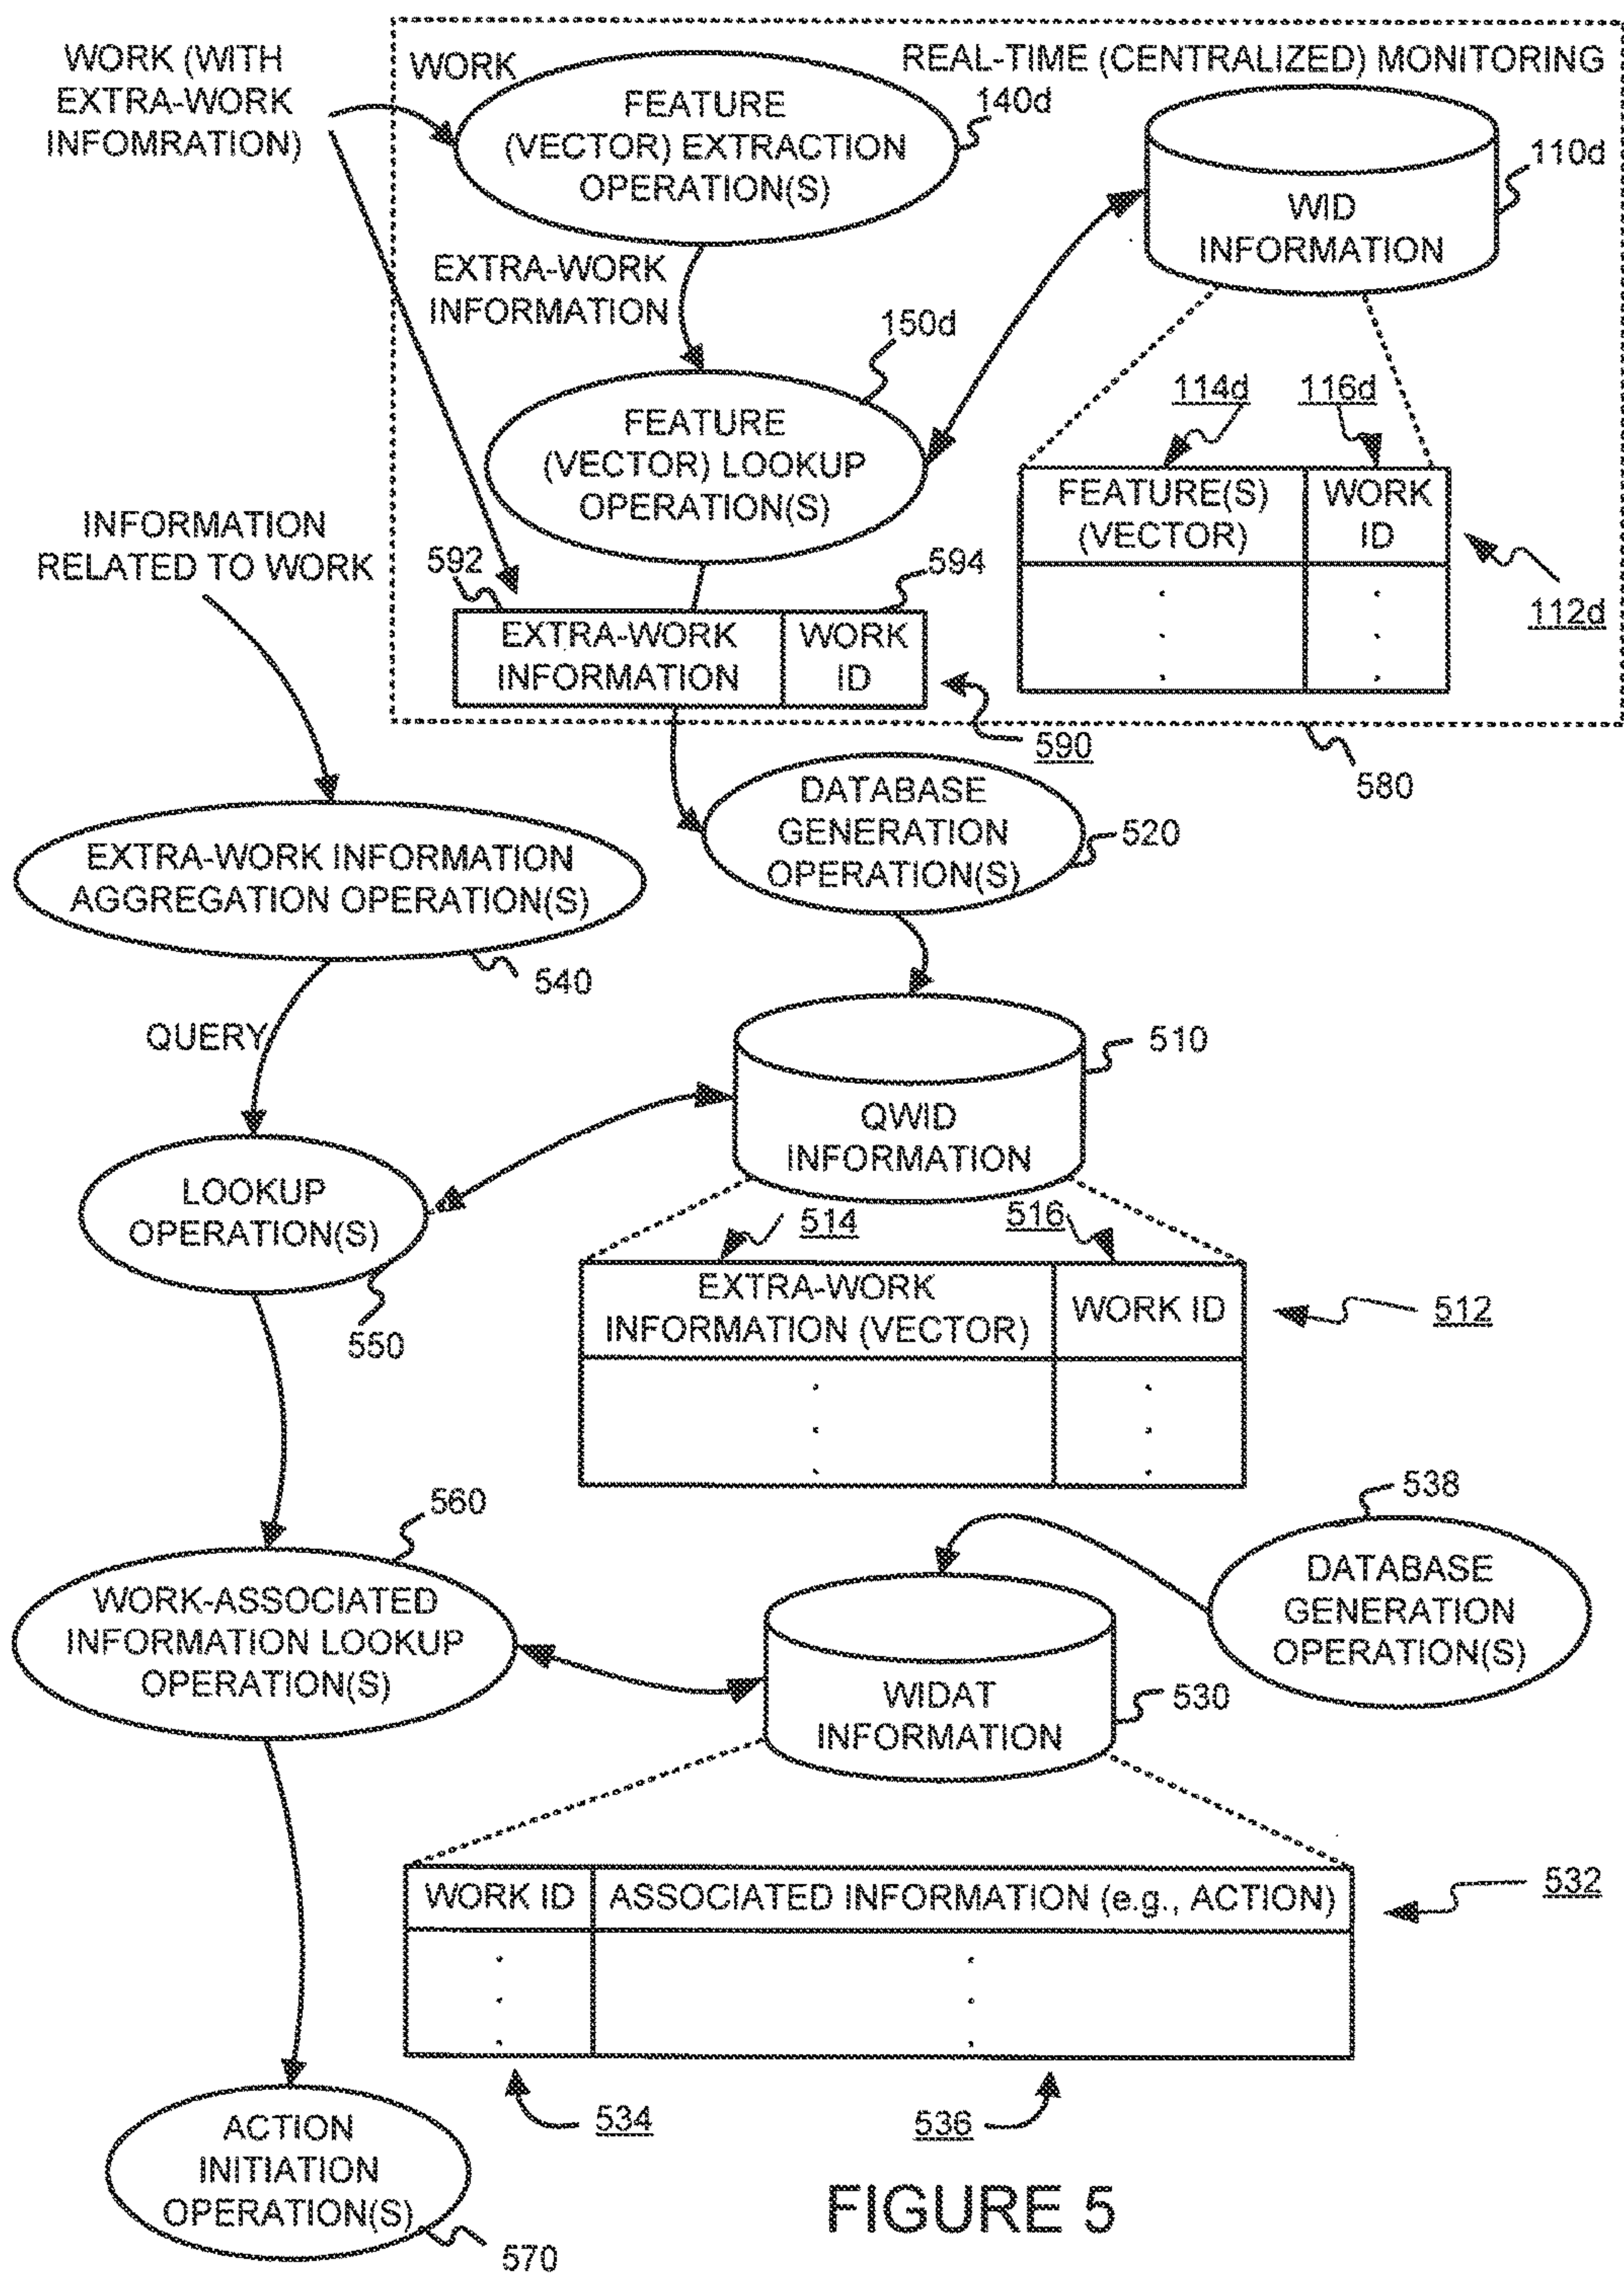 WORK (WITH
EXTRA-WORK
INFOMRATION)
WORK
REAL-TIME (CENTRALIZED) MONITORING
FEATURE
(VECTOR) EXTRACTION
OPERATION(S)
140d
110d
WID
INFORMATION
EXTRA-WORK
INFORMATION
150d
FEATURE
(VECTOR) LOOKUP
OPERATION(S)
114d
116d
FEATURE(S)
(VECTOR)
WORK
ID
112d
INFORMATION
RELATED TO WORK
592
594
EXTRA-WORK
INFORMATION
WORK
ID
590
580
DATABASE
GENERATION
OPERATION(S)
520
EXTRA-WORK INFORMATION
AGGREGATION OPERATION(S)
540
QUERY
510
QWID
INFORMATION
LOOKUP
OPERATION(S)
550
514
516
EXTRA-WORK
INFORMATION (VECTOR)
WORK ID
512
538
DATABASE
GENERATION
OPERATION(S)
560
WORK-ASSOCIATED
INFORMATION LOOKUP
OPERATION(S)
WIDAT
INFORMATION
530
WORK ID
ASSOCIATED INFORMATION (e.g., ACTION)
532
534
536
ACTION
INITIATION
OPERATION(S)
570
FIGURE 5